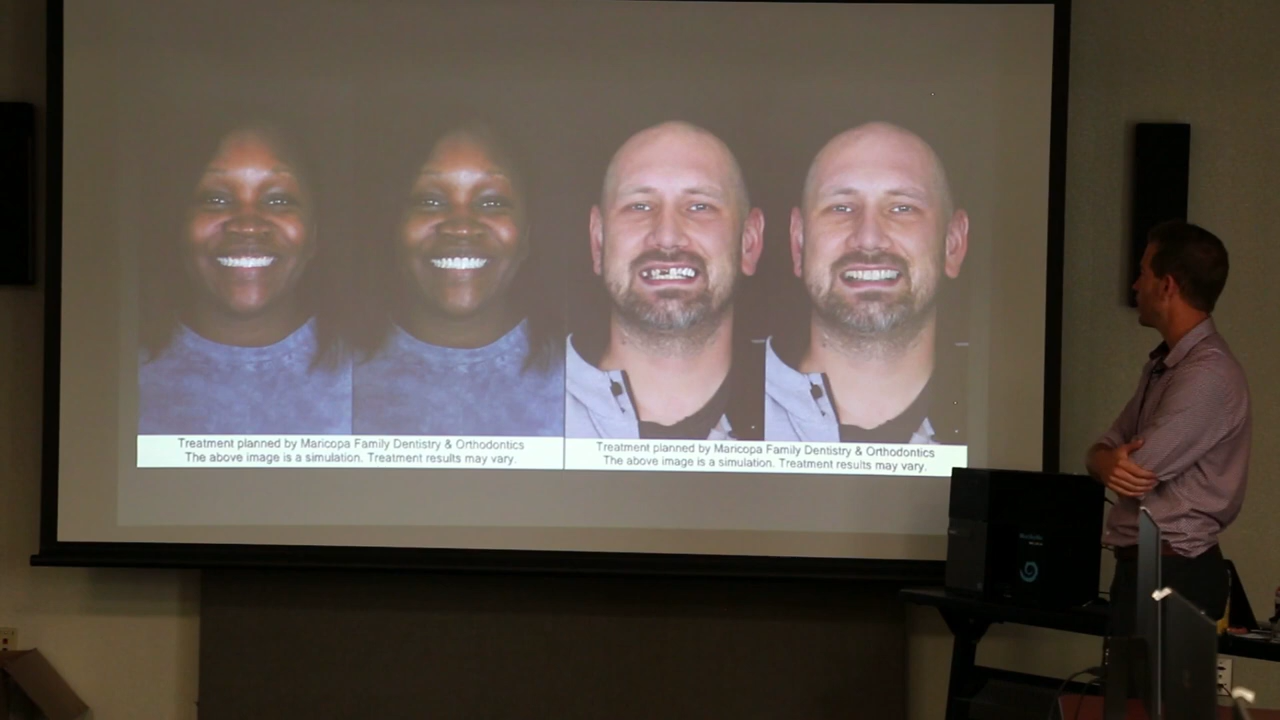 Treatment planned by Maricopa Family Dentistry & Orthodontics
The above image is a simulation. Treatment results may vary.
Treatment planned by Maricopa Family Dentistry & Orthodontics
The above image is a simulation. Treatment results may vary.